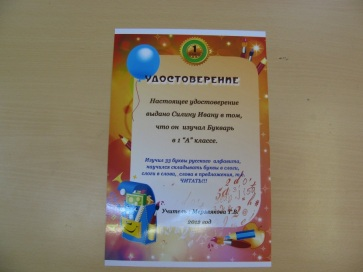 1
УДОСТОВЕРЕНИЕ
Настоящее удостоверение
выдано Силину Ивану в том,
что он изучал Букварь
в 1 "А" классе.
Изучил 33 буквы русского алфавита,
научился складывать буквы в слоги,
слоги в слова, слова в предложения,
ЧИТАТЬ!!!
Учитель: Т.В.
2012 год